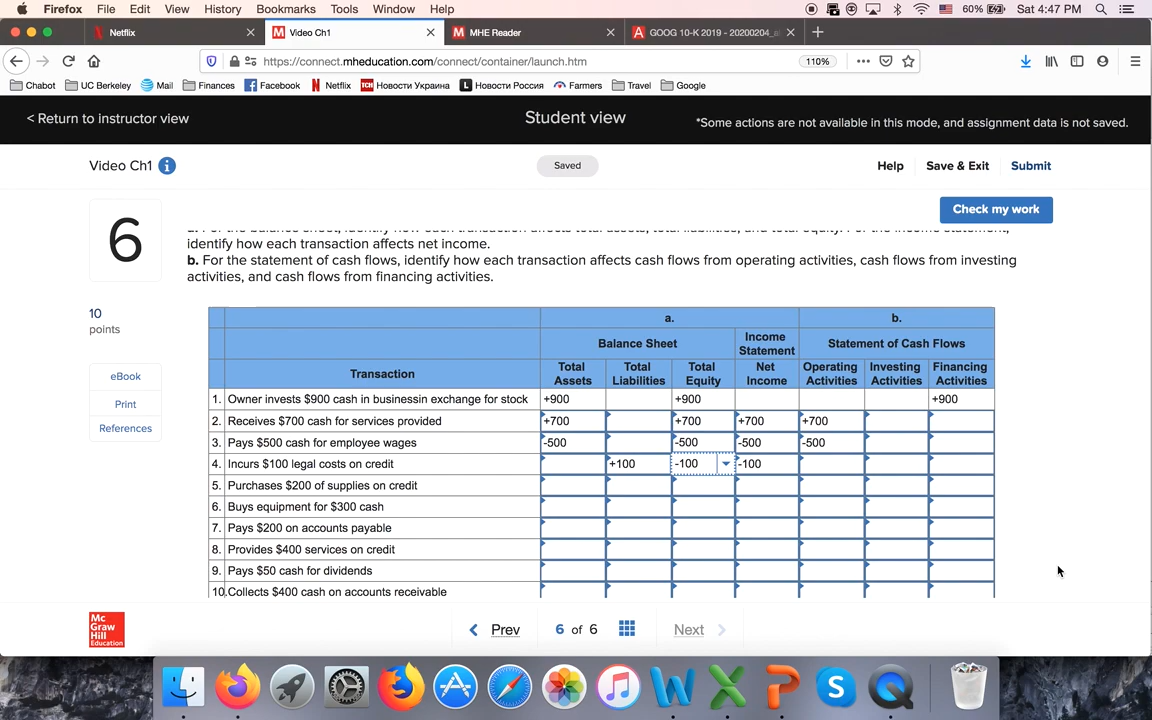 Firefox File Edit View History Bookmarks Tools Window Help 60% Sat 4:47 PM
Netflix Video Ch1 MHE Reader GOOG 10-K 2019 - 20200204_a
https://connect.mheducation.com/connect/container/launch.htm 110%
Chabot UC Berkeley Mail Finances Facebook Netflix Новости Украина Новости Россия Farmers Travel Google
< Return to instructor view Student view *Some actions are not available in this mode, and assignment data is not saved.
Video Ch1 i Saved Help Save & Exit Submit
Check my work
6
identify how each transaction affects net income.
b. For the statement of cash flows, identify how each transaction affects cash flows from operating activities, cash flows from investing
activities, and cash flows from financing activities.
10
points
eBook
Print
References
a. b.
Balance Sheet Income Statement Statement of Cash Flows
Transaction Total Assets Total Liabilities Total Equity Net Income Operating Activities Investing Activities Financing Activities
1. Owner invests $900 cash in businessin exchange for stock +900 +900 +900
2. Receives $700 cash for services provided +700 +700 +700 +700
3. Pays $500 cash for employee wages -500 -500 -500 -500
4. Incurs $100 legal costs on credit +100 -100 -100
5. Purchases $200 of supplies on credit
6. Buys equipment for $300 cash
7. Pays $200 on accounts payable
8. Provides $400 services on credit
9. Pays $50 cash for dividends
10. Collects $400 cash on accounts receivable
Mc
Graw
Hill
Education
Prev 6 of 6 Next